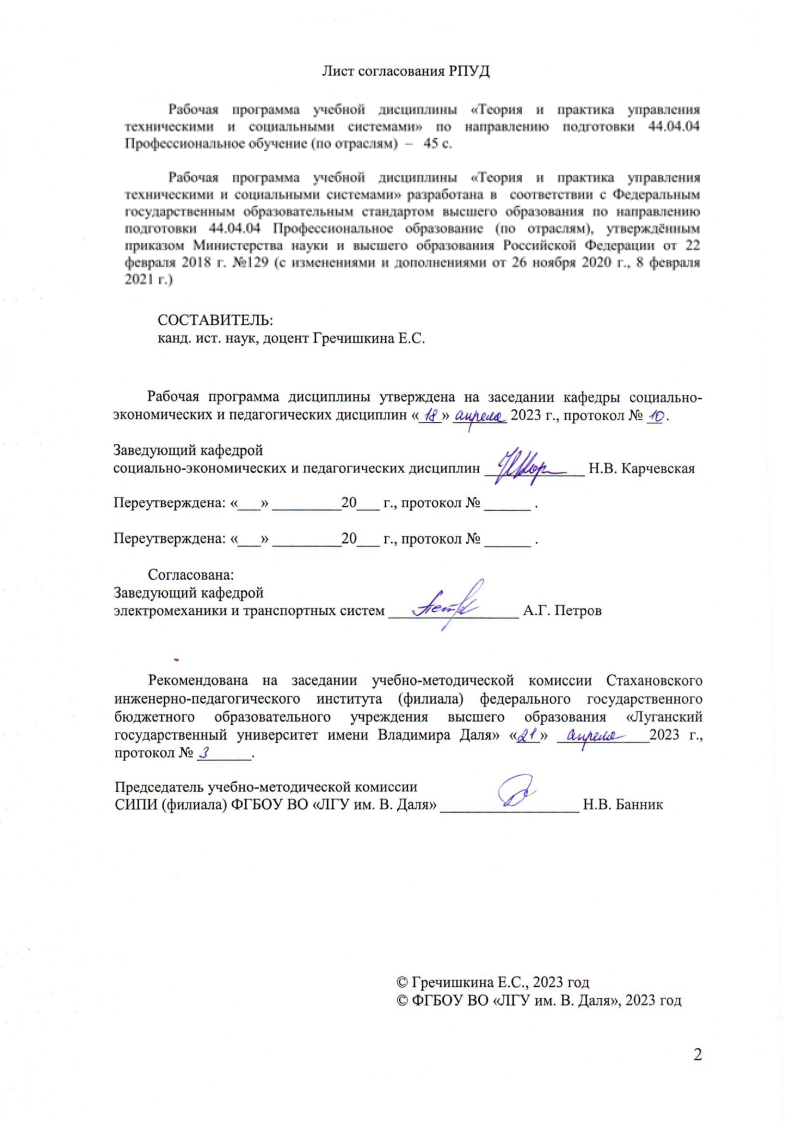 Лист согласования РПУД
Рабочая программа учебной дисциплины «Теория и практика управления
техническими и социальными системами» по направлению подготовки 44.04.04
Профессиональное обучение (по отраслям) – 45 с.
Рабочая программа учебной дисциплины «Теория и практика управления
техническими и социальными системами» разработана в соответствии с Федеральным
государственным образовательным стандартом высшего образования по направлению
подготовки 44.04.04 Профессиональное образование (по отраслям), утверждённым
приказом Министерства науки и высшего образования Российской Федерации от 22
февраля 2018 г. №129 (с изменениями и дополнениями от 26 ноября 2020 г., 8 февраля
2021 г.)
СОСТАВИТЕЛЬ:
канд. ист. наук, доцент Гречишкина Е.С.
Рабочая программа дисциплины утверждена на заседании кафедры социально-
экономических и педагогических дисциплин «18» апреля 2023 г., протокол № 10.
Заведующий кафедрой
социально-экономических и педагогических дисциплин _____________ Н.В. Карчевская
Переутверждена: «___» _________20___ г., протокол № ______ .
Переутверждена: «___» _________20___ г., протокол № ______ .
Согласована:
Заведующий кафедрой
электромеханики и транспортных систем _________________ А.Г. Петров
Рекомендована на заседании учебно-методической комиссии Стахановского
инженерно-педагогического института (филиала) федерального государственного
бюджетного образовательного учреждения высшего образования «Луганский
государственный университет имени Владимира Даля» «21» апреля 2023 г.,
протокол № 3.
Председатель учебно-методической комиссии
СИПИ (филиала) ФГБОУ ВО «ЛГУ им. В. Даля» __________________ Н.В. Банник
© Гречишкина Е.С., 2023 год
© ФГБОУ ВО «ЛГУ им. В. Даля», 2023 год
2